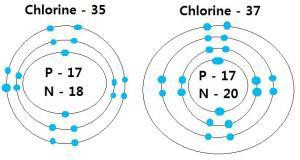 Chlorine - 35
Chlorine - 37
P - 17
N - 18
P - 17
N - 20